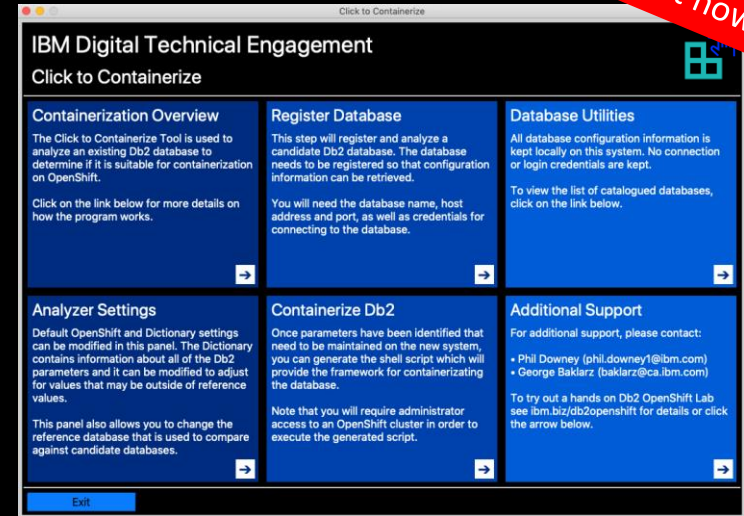 Click to Containerize
now
IBM Digital Technical Engagement
Click to Containerize
Containerization Overview
The Click to Containerize Tool is used to
analyze an existing Db2 database to
determine if it is suitable for containerization
on OpenShift.
Click on the link below for more details on
how the program works.
Register Database
This step will register and analyze a
candidate Db2 database. The database
needs to be registered so that configuration
information can be retrieved.
You will need the database name, host
address and port, as well as credentials for
connecting to the database.
Database Utilities
All database configuration information is
kept locally on this system. No connection
or login credentials are kept.
To view the list of catalogued databases,
click on the link below.
Analyzer Settings
Default OpenShift and Dictionary settings
can be modified in this panel. The Dictionary
contains information about all of the Db2
parameters and it can be modified to adjust
for values that may be outside of reference
values.
This panel also allows you to change the
reference database that is used to compare
against candidate databases.
Containerize Db2
Once parameters have been identified that
need to be maintained on the new system,
you can generate the shell script which will
provide the framework for containerizating
the database.
Note that you will require administrator
access to an OpenShift cluster in order to
execute the generated script.
Additional Support
For additional support, please contact:
• Phil Downey (phil.downey1@ibm.com)
• George Baklarz (baklarz@ca.ibm.com)
To try out a hands on Db2 OpenShift Lab
see ibm.biz/db2openshift for details or click
the arrow below.
Exit